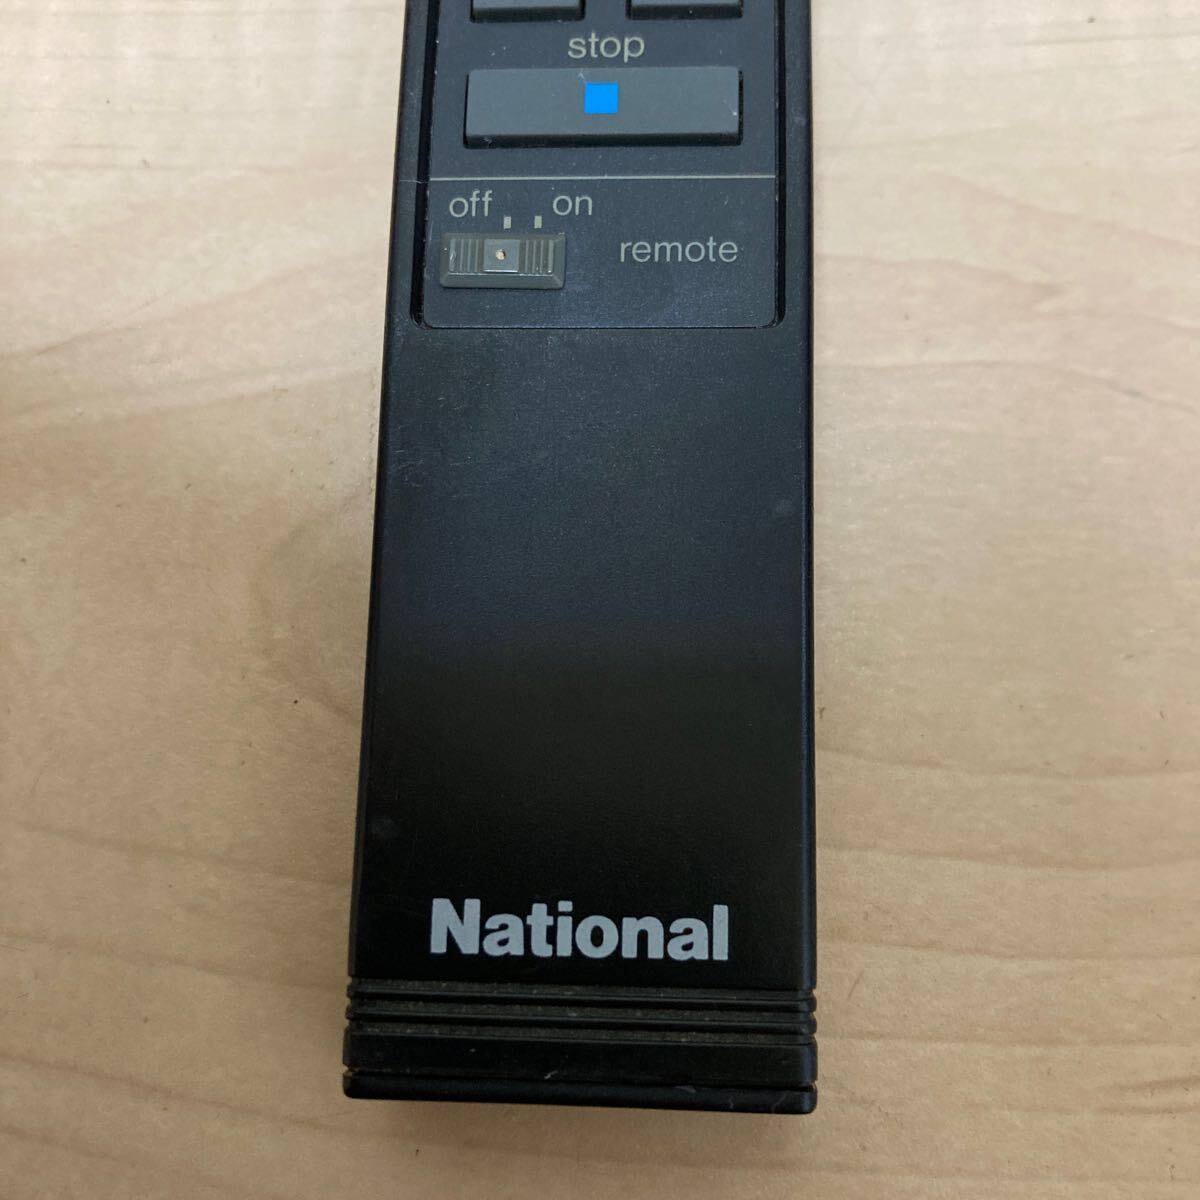 stop
off on
remote
National